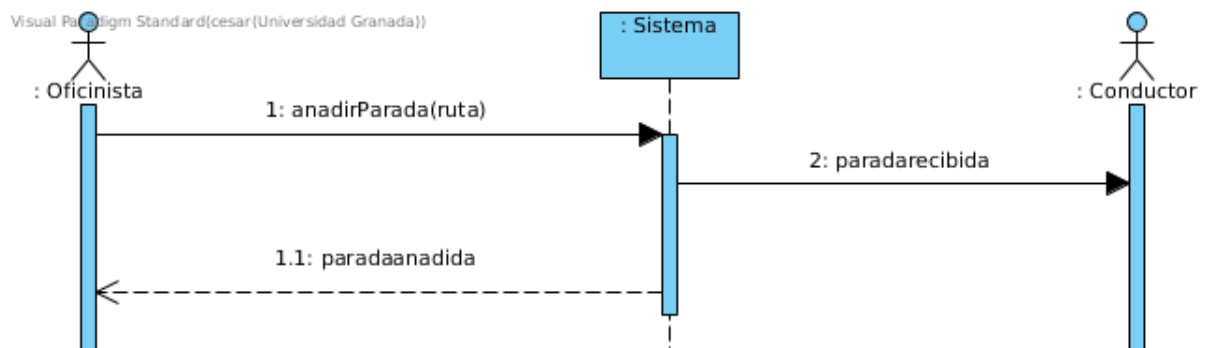 Visual Paradigm Standard(cesar(Universidad Granada))
: Sistema
: Oficinista
: Conductor
1: anadirParada(ruta)
2: paradarecibida
1.1: paradaanadida